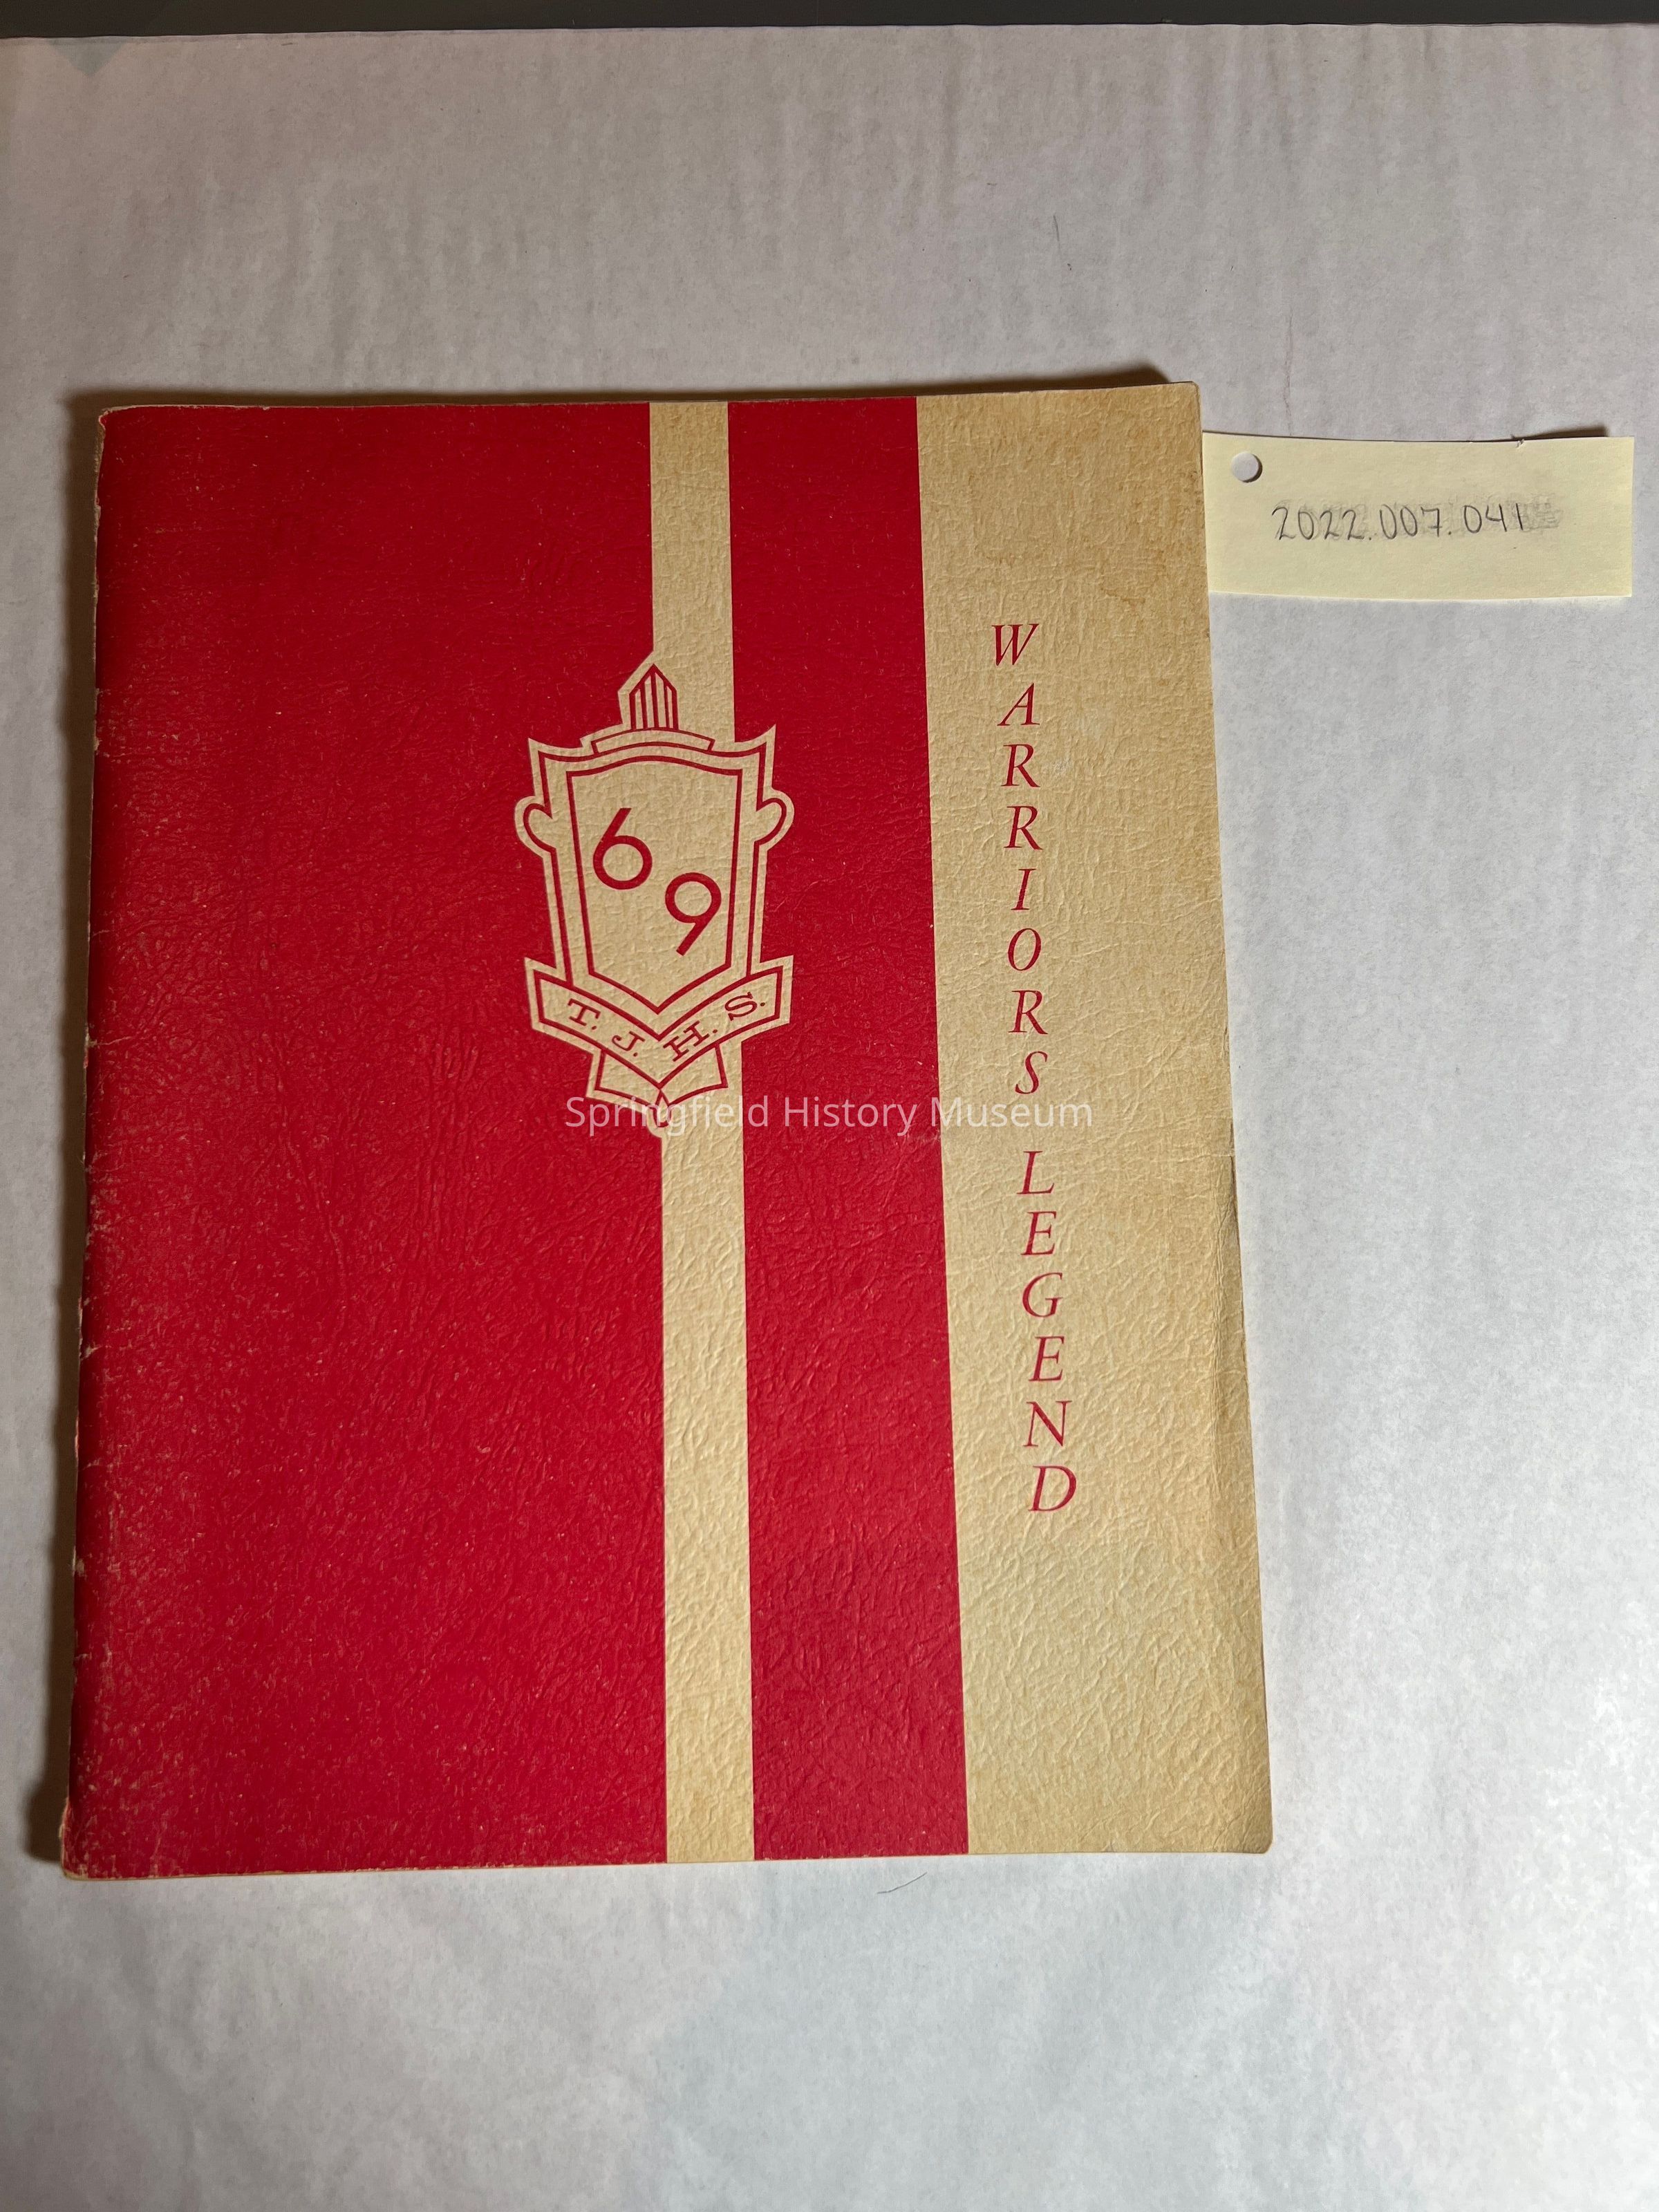 2022.007.041
69
T. J. H. S.
WARRIORS LEGEND
Springfield History Museum